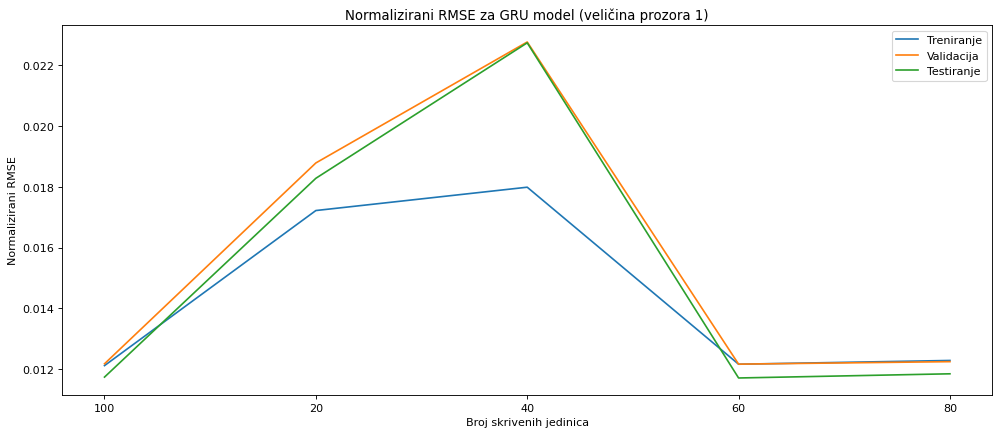 Normalizirani RMSE za GRU model (veličina prozora 1)
Treniranje
Validacija
Testiranje
Normalizirani RMSE
0.022
0.020
0.018
0.016
0.014
0.012
100 20 40 60 80
Broj skrivenih jedinica